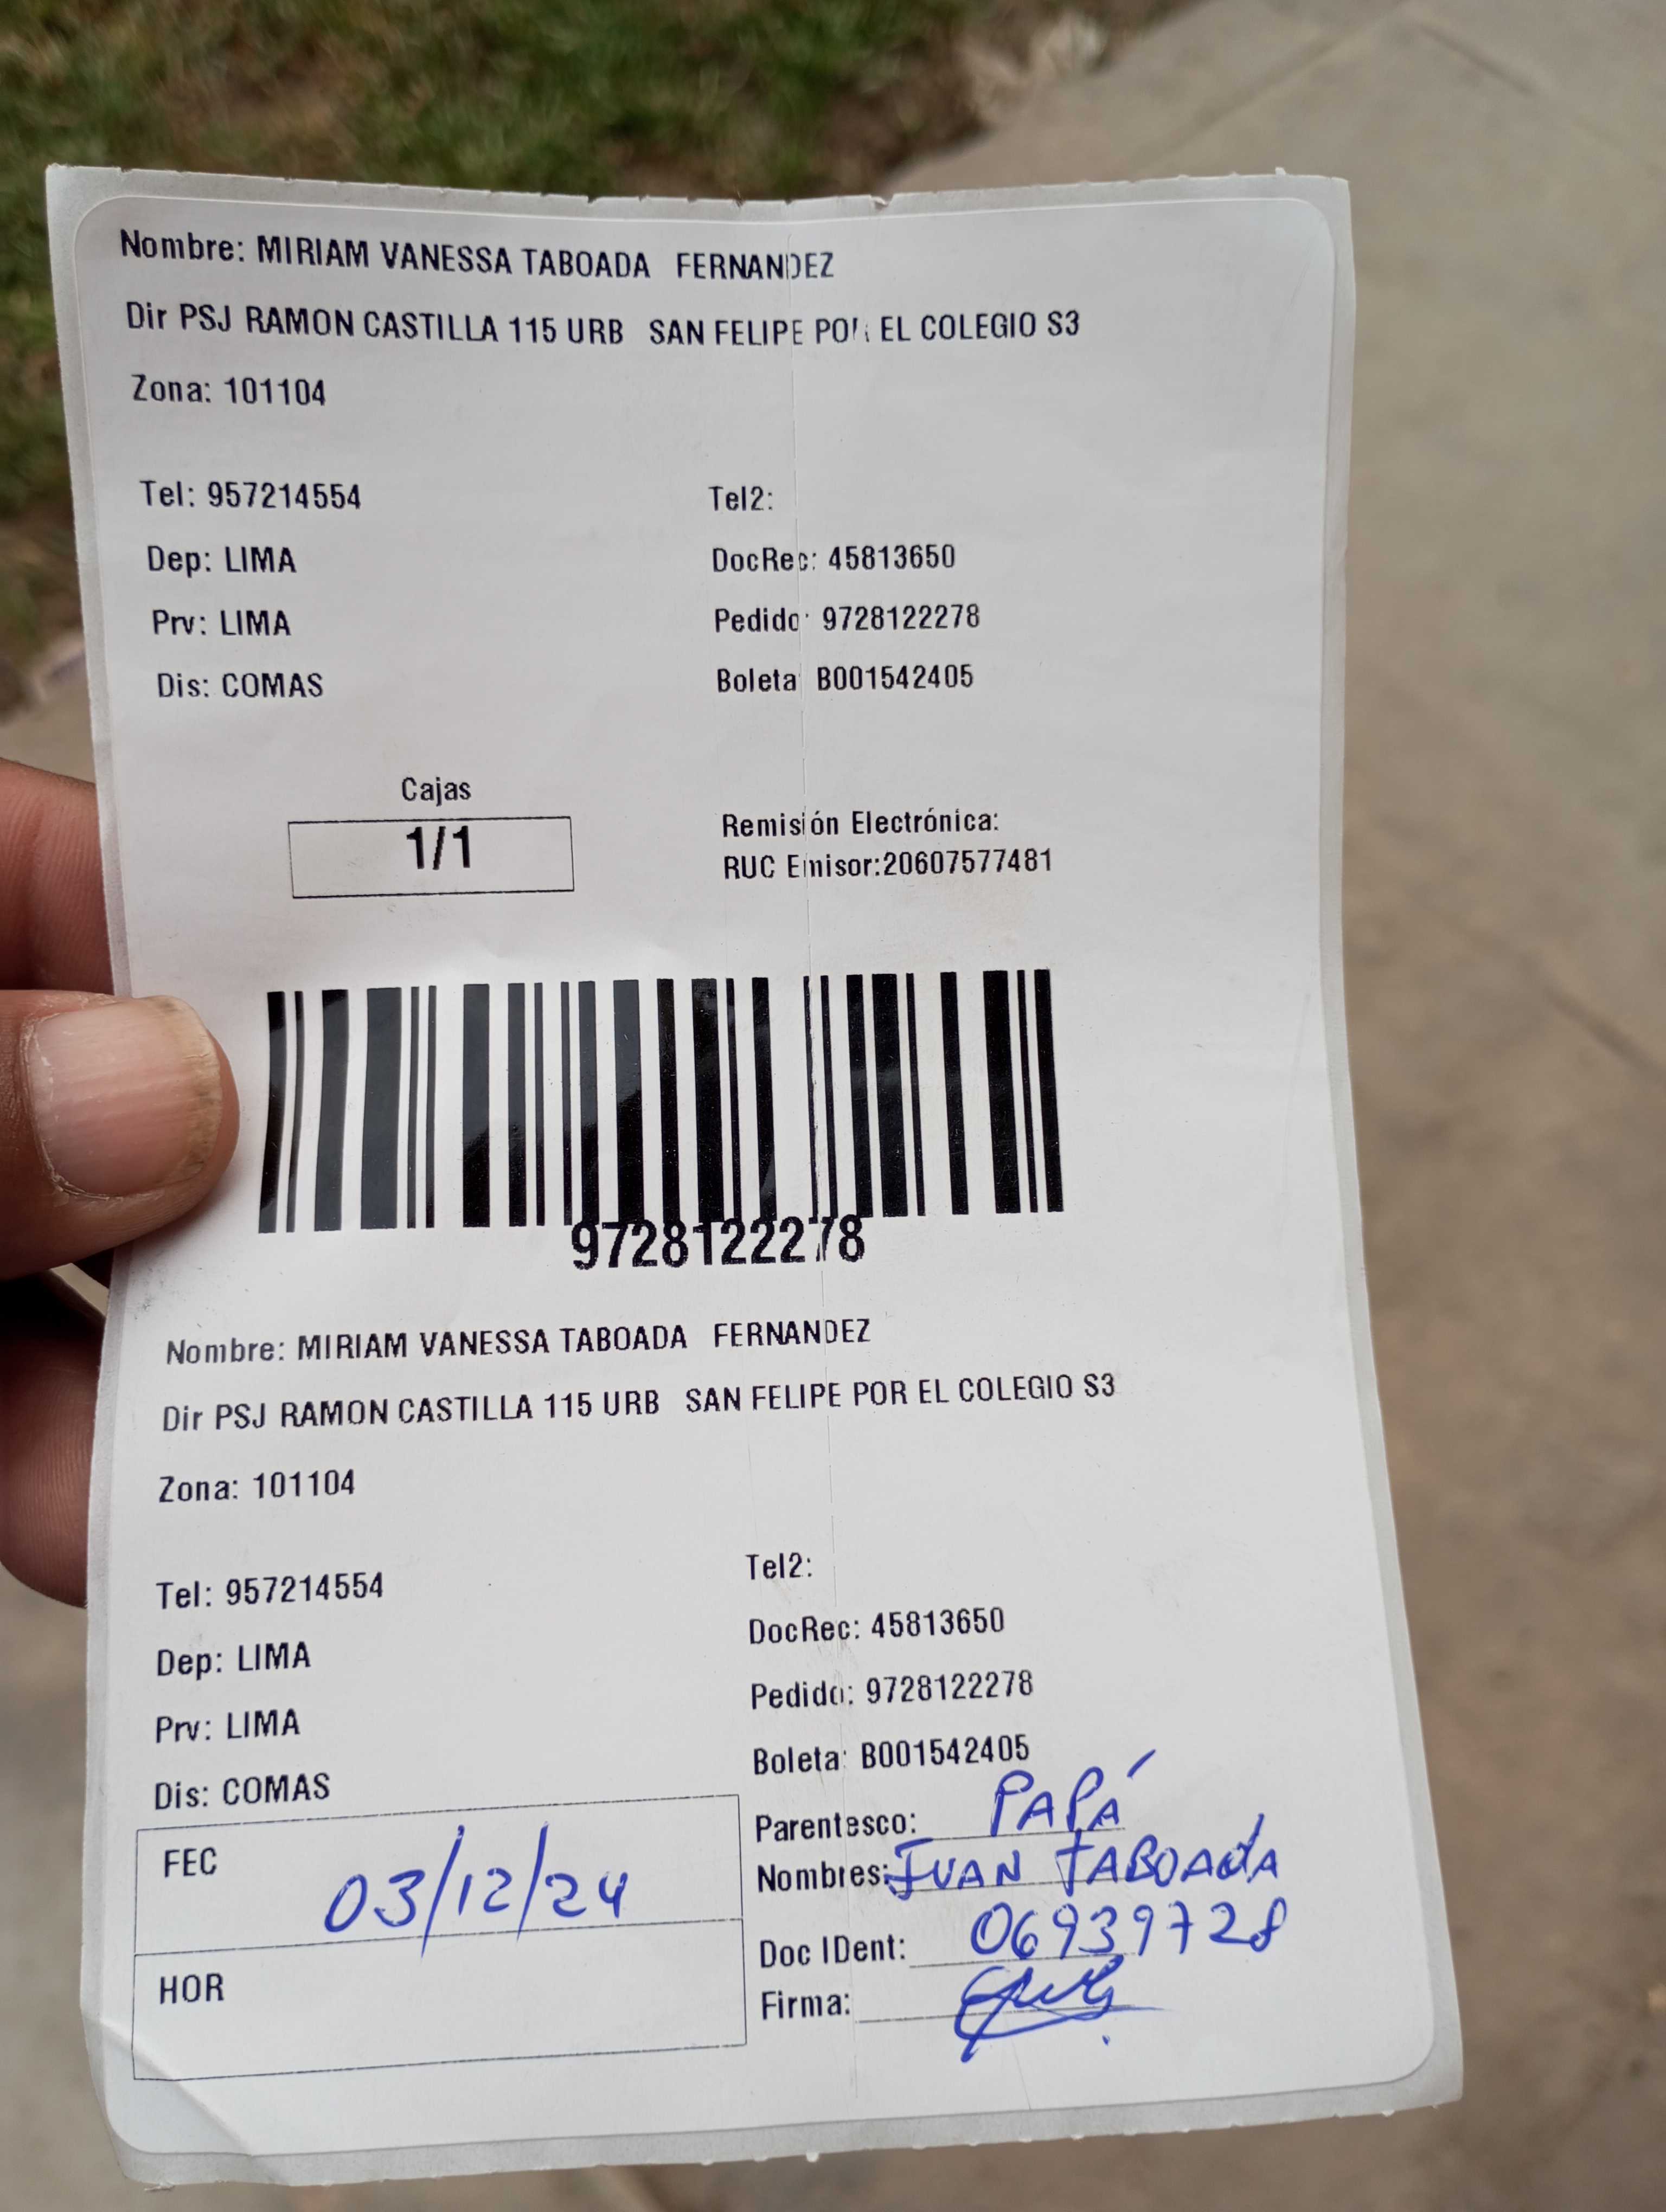 Nombre: MIRIAM VANESSA TABOADA FERNANDEZ
Dir PSJ RAMON CASTILLA 115 URB SAN FELIPE POR EL COLEGIO S3
Zona: 101104
Tel: 957214554 Tel2:
Dep: LIMA DocRec: 45813650
Prv: LIMA Pedido: 9728122278
Dis: COMAS Boleta: B001542405
Cajas
1/1
Remisión Electrónica:
RUC Emisor:20607577481
9728122278
Nombre: MIRIAM VANESSA TABOADA FERNANDEZ
Dir PSJ RAMON CASTILLA 115 URB SAN FELIPE POR EL COLEGIO S3
Zona: 101104
Tel: 957214554 Tel2:
Dep: LIMA DocRec: 45813650
Prv: LIMA Pedido: 9728122278
Dis: COMAS Boleta: B001542405
FEC 03/12/24
HOR
Parentesco: PAPÁ
Nombres: JUAN TABOADA
Doc IDent: 06939728
Firma: